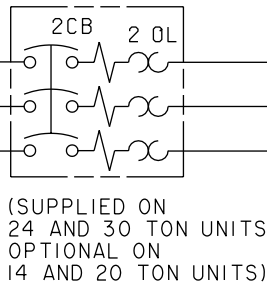 2CB
2 OL
(SUPPLIED ON
24 AND 30 TON UNITS
OPTIONAL ON
14 AND 20 TON UNITS)